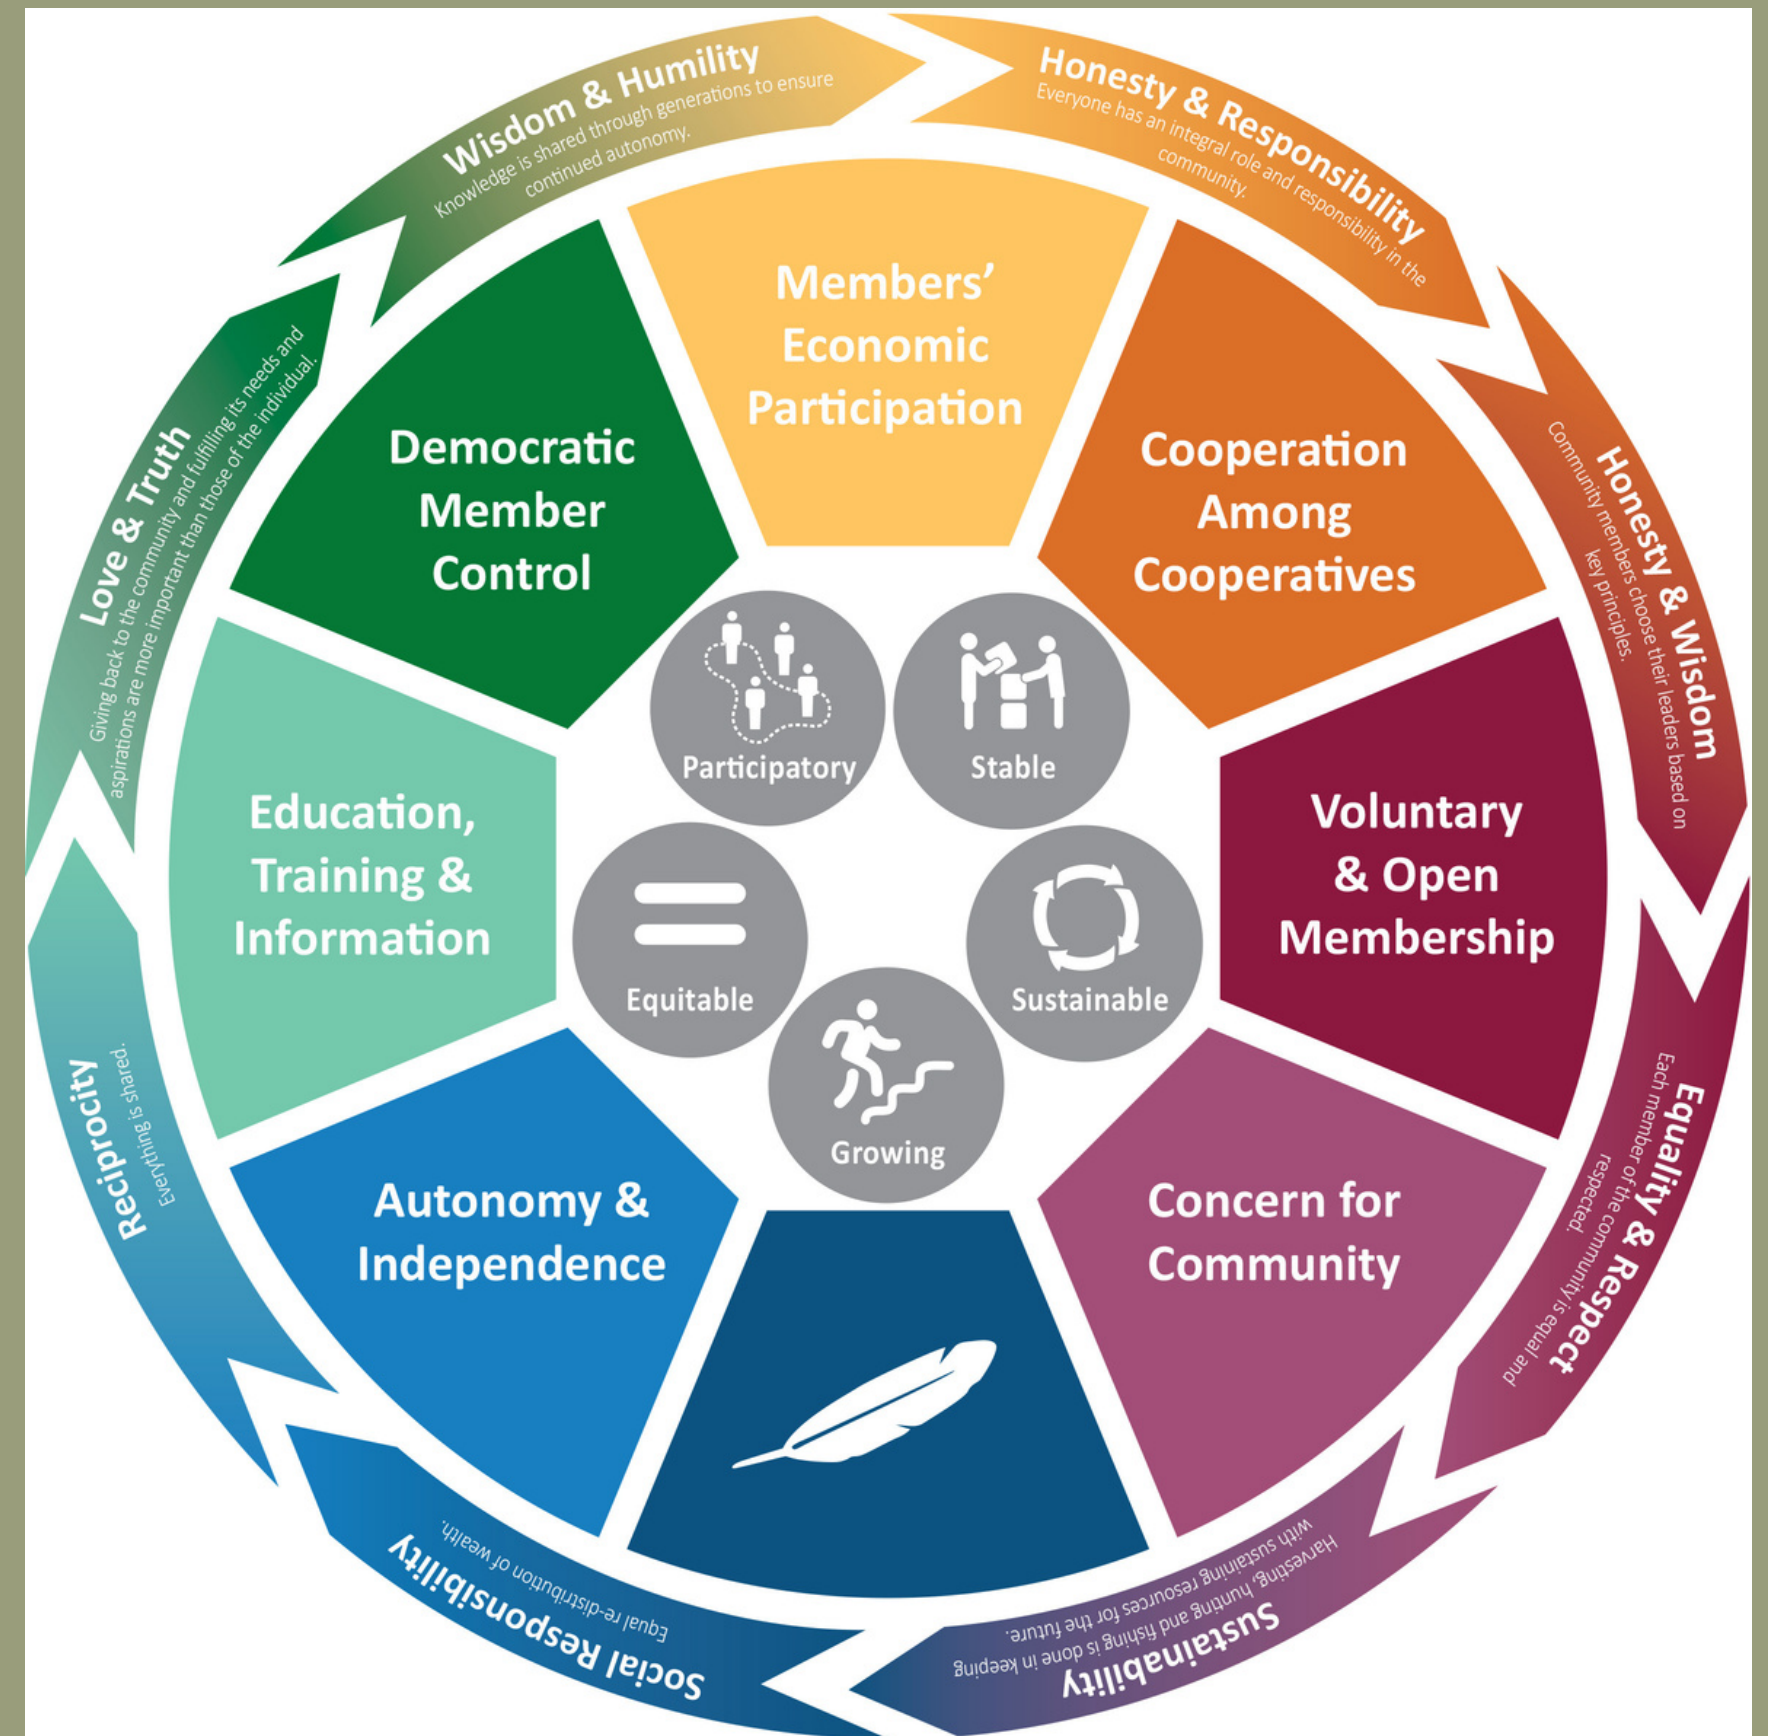 Wisdom & Humility
Knowledge is shared through generations to ensure
continued autonomy.
Honesty & Responsibility
Everyone has an integral role and responsibility in the
community.
Honesty & Wisdom
Community members choose their leaders based on
key principles.
Equality & Respect
Each member of the community is equal and
respected.
Sustainability
Harvesting, hunting and fishing is done in keeping
with sustaining resources for the future.
Social Responsibility
Equal re-distribution of wealth.
Reciprocity
Everything is shared.
Love & Truth
Giving back to the community and fulfilling its needs and
aspirations are more important than those of the individual.
Members’
Economic
Participation
Cooperation
Among
Cooperatives
Voluntary
& Open
Membership
Concern for
Community
Autonomy &
Independence
Education,
Training &
Information
Democratic
Member
Control
Participatory
Stable
Sustainable
Growing
Equitable